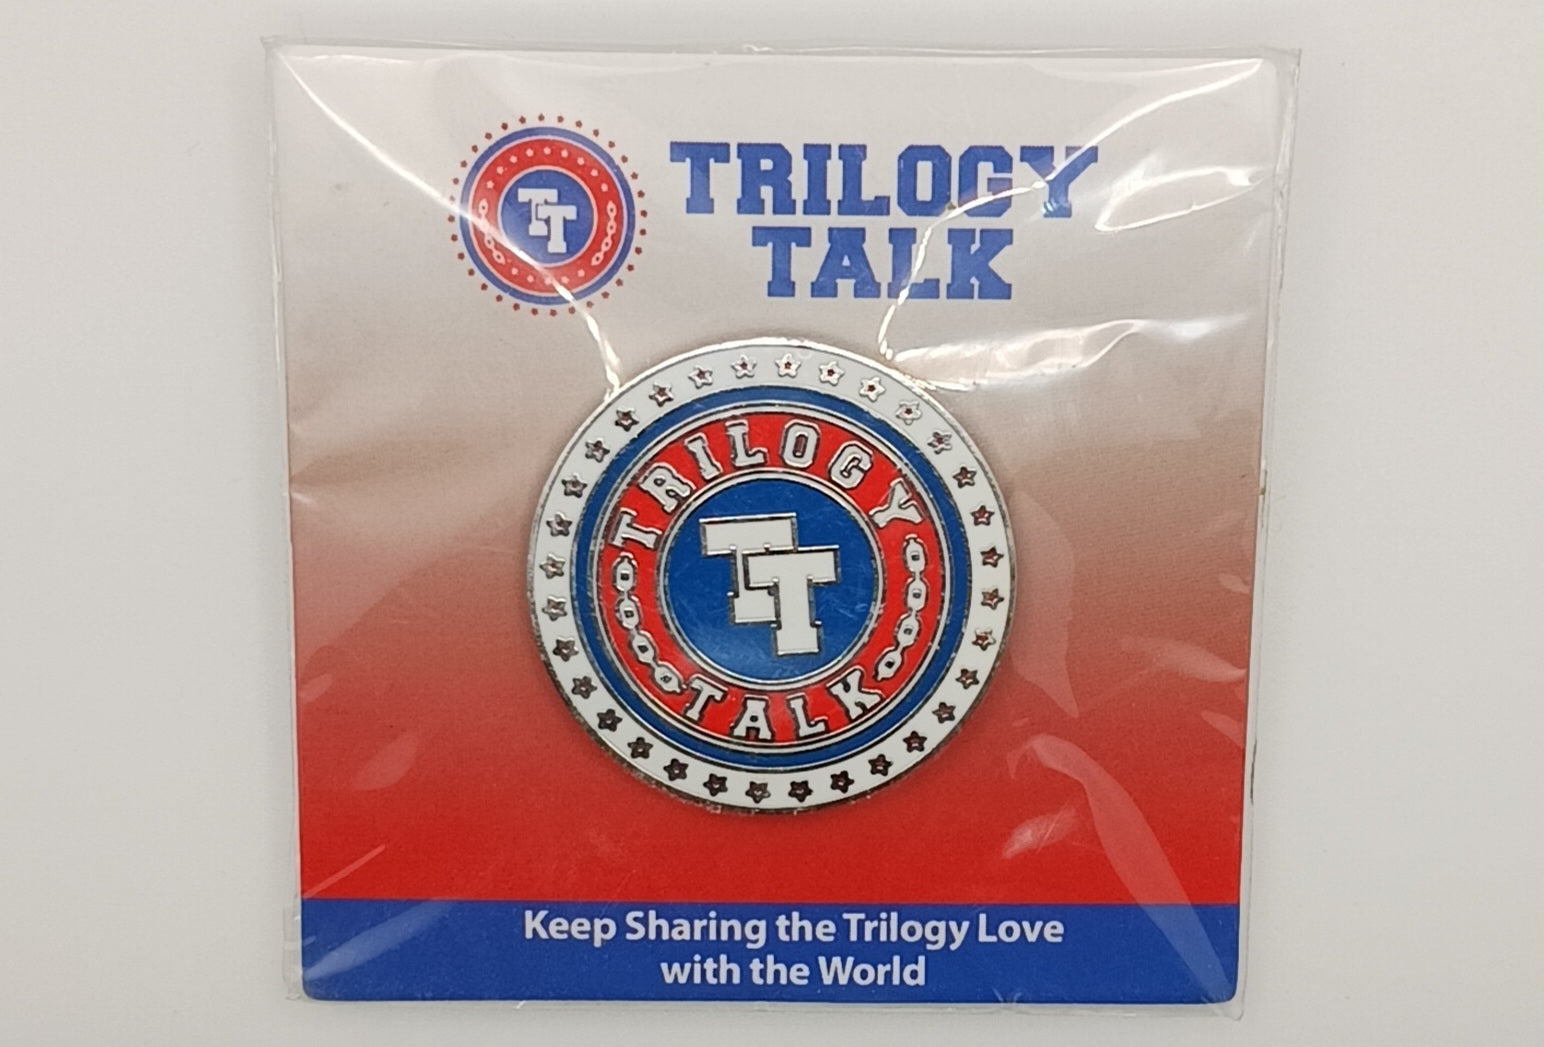 TT
TRILOGY
TALK
TRILOGY
TT
TALK
Keep Sharing the Trilogy Love
with the World